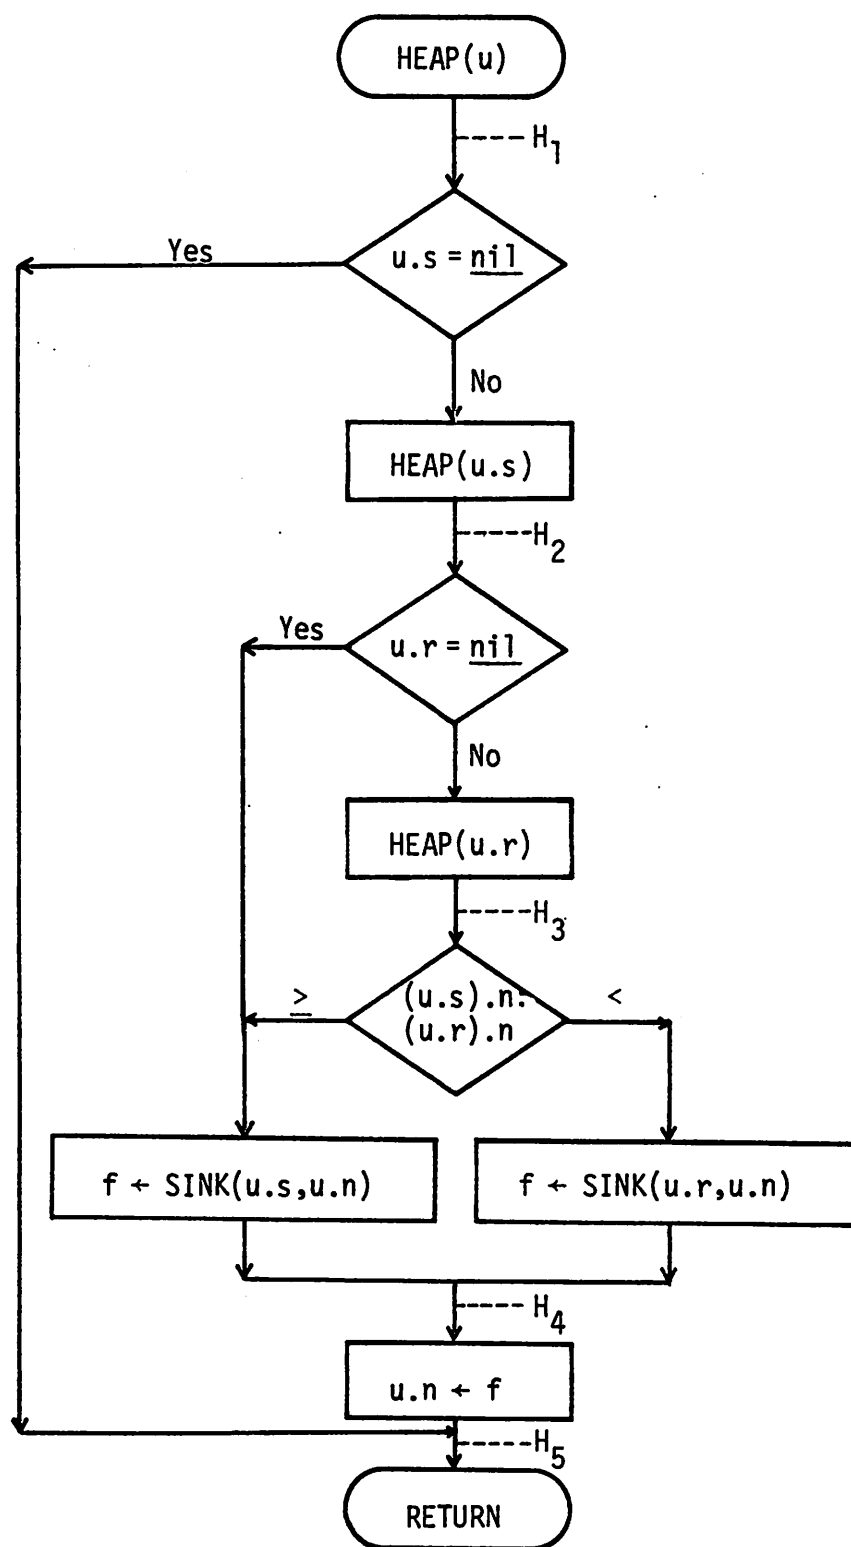 HEAP(u)
H1
Yes
u.s = nil
No
HEAP(u.s)
H2
Yes
u.r = nil
No
HEAP(u.r)
H3
≥
(u.s).n:
(u.r).n
<
f ← SINK(u.s,u.n)
f ← SINK(u.r,u.n)
H4
u.n ← f
H5
RETURN